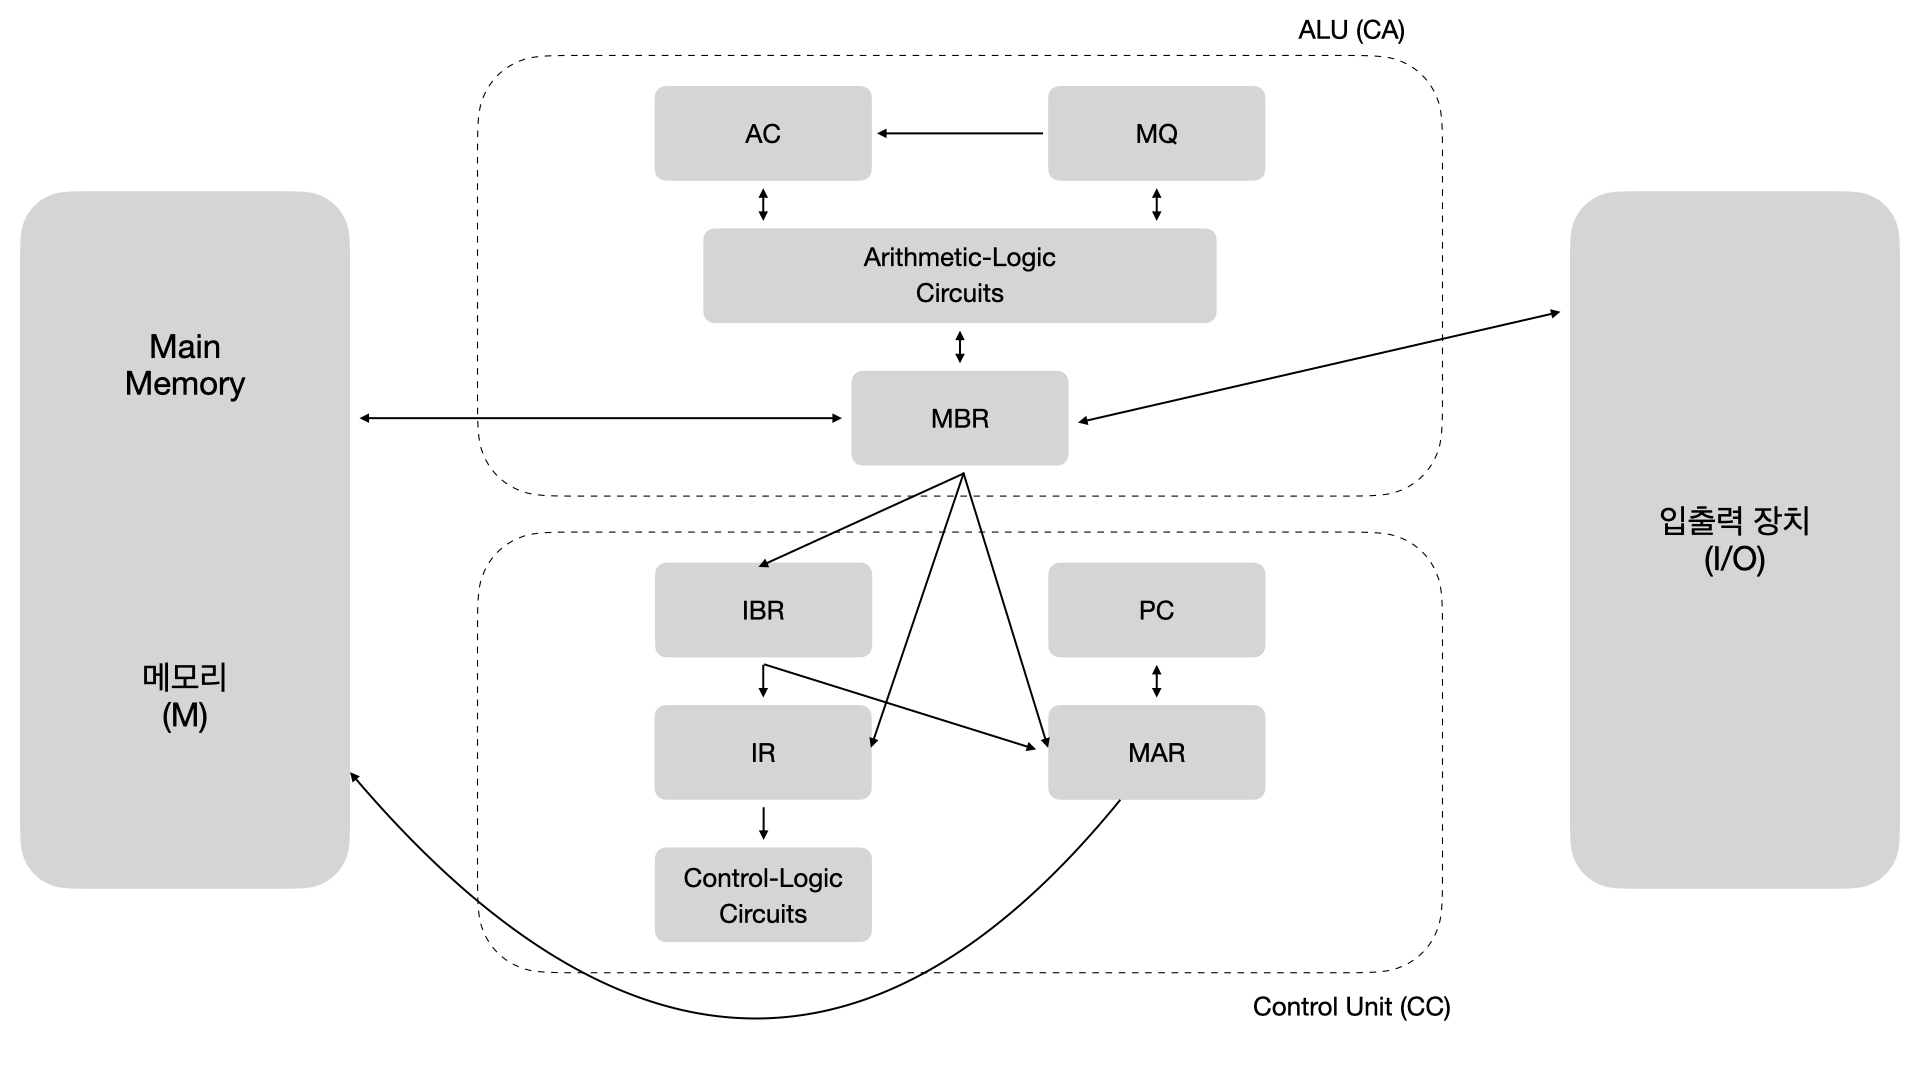 ALU (CA)
AC
MQ
Arithmetic-Logic
Circuits
MBR
Main
Memory
메모리
(M)
입출력 장치
(I/O)
IBR
PC
IR
MAR
Control-Logic
Circuits
Control Unit (CC)